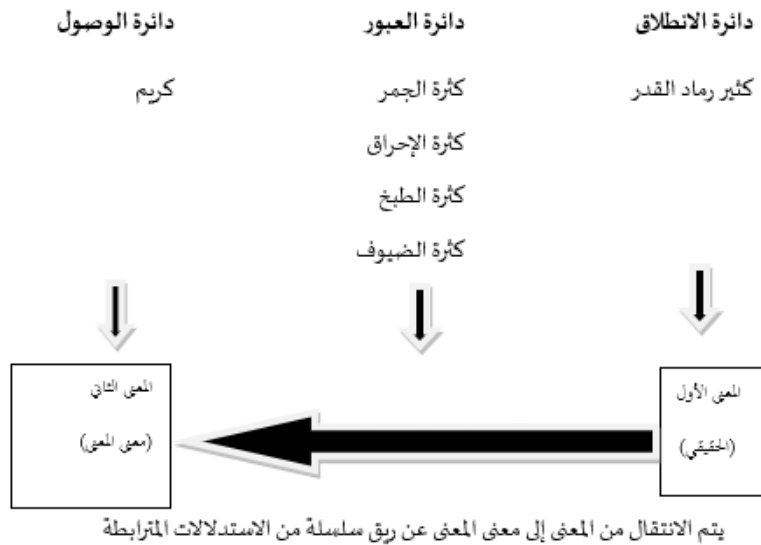 دائرة الانطلاق دائرة العبور دائرة الوصول
كثير رماد القدر كثرة الجمر كريم
كثرة الإحراق
كثرة الطبخ
كثرة الضيوف
المعنى الأول
(الحقيقي)
المعنى الثاني
(معنى المعنى)
يتم الانتقال من المعنى إلى معنى المعنى عن ريق سلسلة من الاستدلالات المترابطة